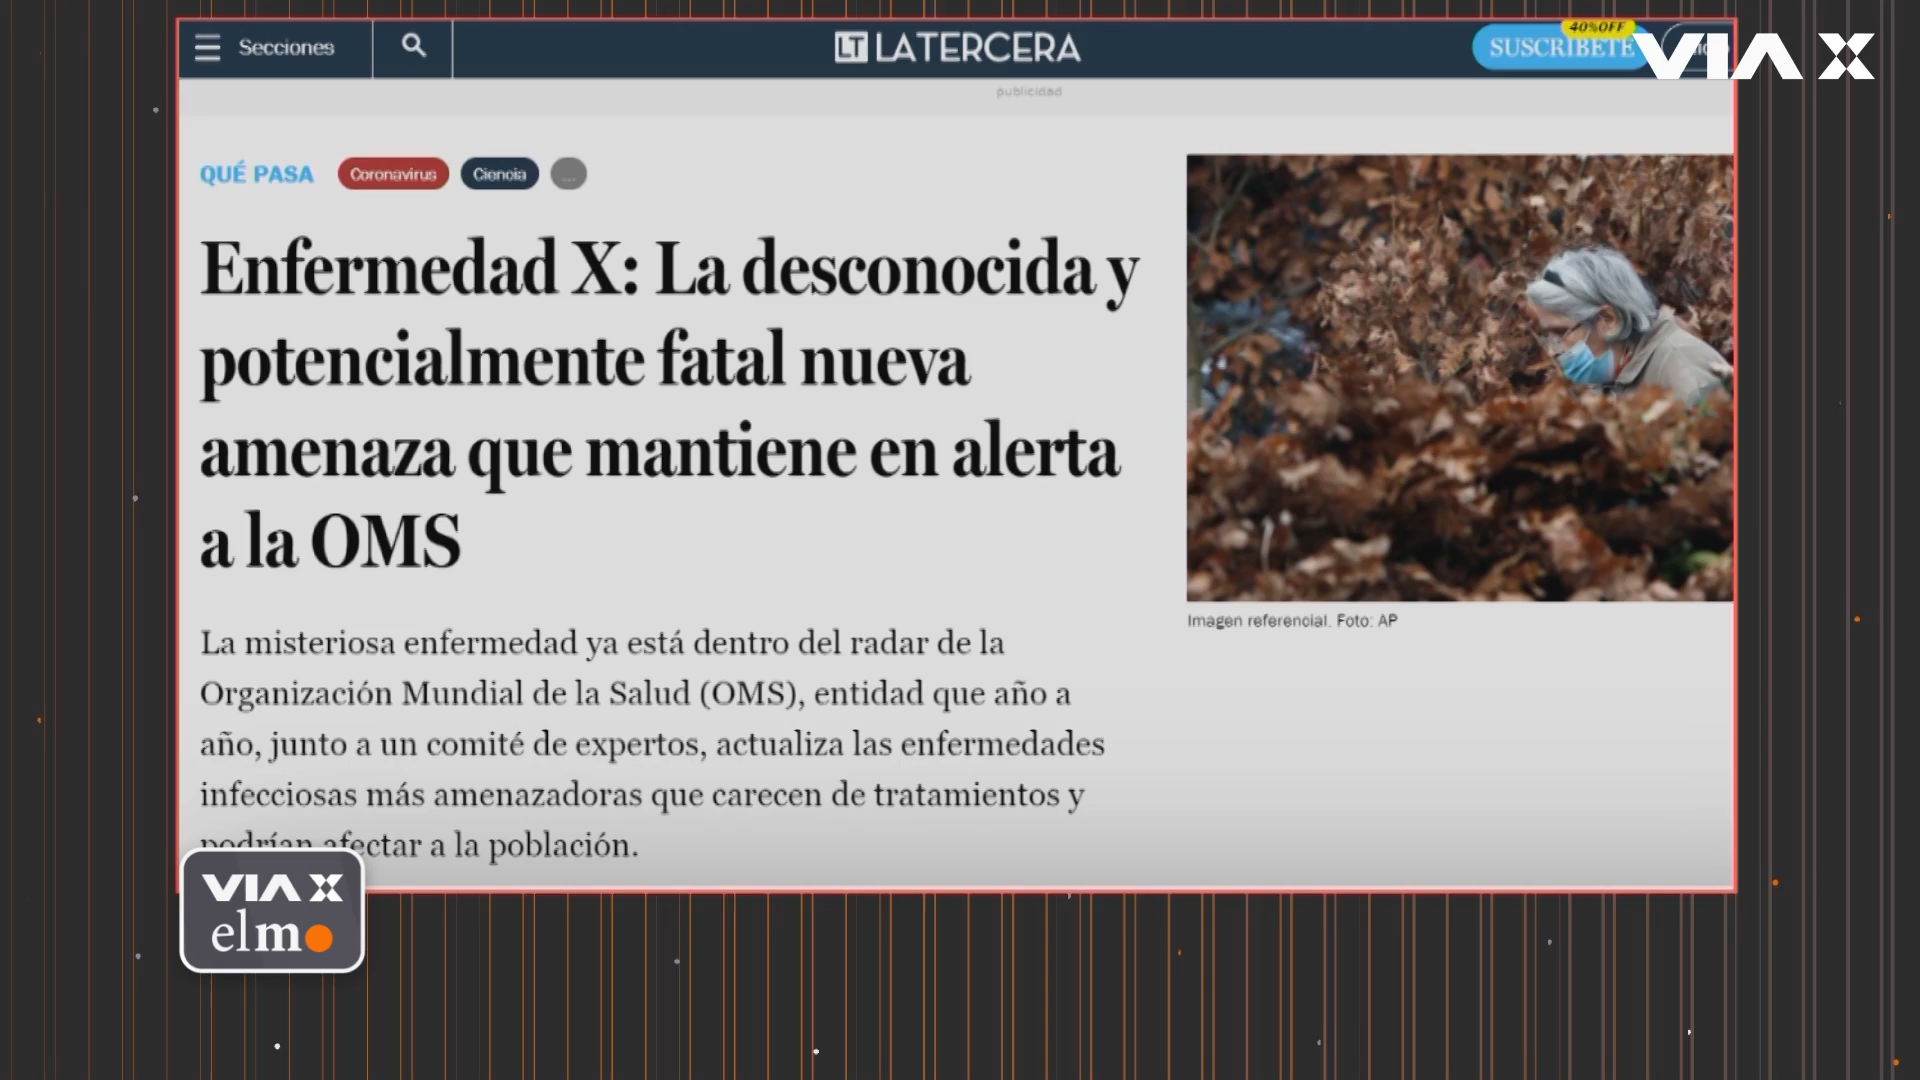 Secciones
LT LATERCERA
40%OFF
SUSCRÍBETE
VIA X
publicidad
QUÉ PASA
Coronavirus
Ciencia
...
Enfermedad X: La desconocida y
potencialmente fatal nueva
amenaza que mantiene en alerta
a la OMS
Imagen referencial. Foto: AP
La misteriosa enfermedad ya está dentro del radar de la
Organización Mundial de la Salud (OMS), entidad que año a
año, junto a un comité de expertos, actualiza las enfermedades
infecciosas más amenazadoras que carecen de tratamientos y
podrían afectar a la población.
VIA X
elmo